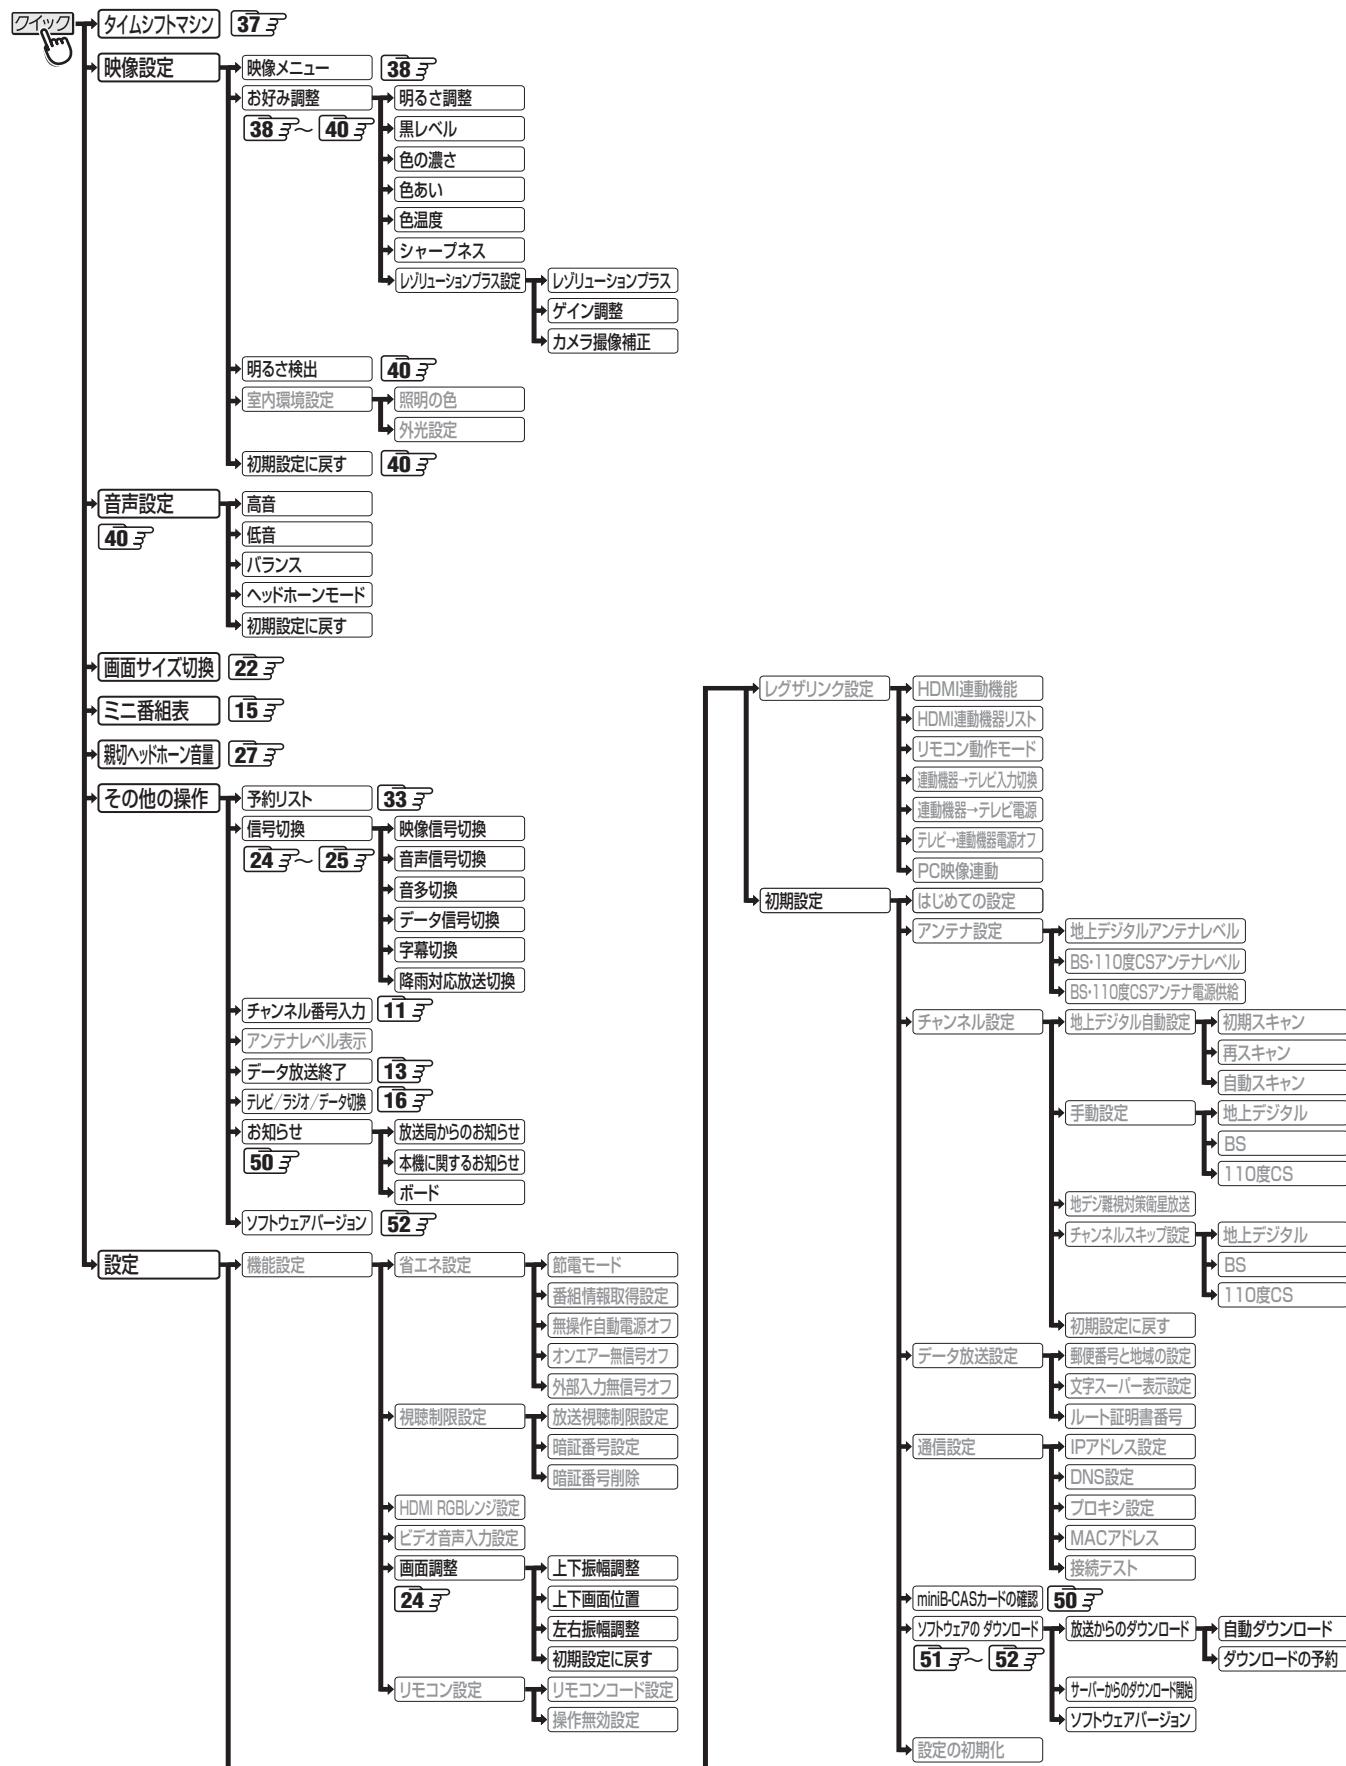 クイック
タイムシフトマシン 37
映像設定
映像メニュー 38
お好み調整
38 ～ 40
明るさ調整
黒レベル
色の濃さ
色あい
色温度
シャープネス
レゾリューションプラス設定
レゾリューションプラス
ゲイン調整
カメラ撮像補正
明るさ検出 40
室内環境設定
照明の色
外光設定
初期設定に戻す 40
音声設定
40
高音
低音
バランス
ヘッドホーンモード
初期設定に戻す
画面サイズ切換 22
ミニ番組表 15
親切ヘッドホーン音量 27
その他の操作
予約リスト 33
信号切換
24 ～ 25
映像信号切換
音声信号切換
音多切換
データ信号切換
字幕切換
降雨対応放送切換
チャンネル番号入力 11
アンテナレベル表示
データ放送終了 13
テレビ/ラジオ/データ切換 16
お知らせ
50
放送局からのお知らせ
本機に関するお知らせ
ボード
ソフトウェアバージョン 52
設定
機能設定
省エネ設定
節電モード
番組情報取得設定
無操作自動電源オフ
オンエアー無信号オフ
外部入力無信号オフ
視聴制限設定
放送視聴制限設定
暗証番号設定
暗証番号削除
HDMI RGBレンジ設定
ビデオ音声入力設定
画面調整
24
上下振幅調整
上下画面位置
左右振幅調整
初期設定に戻す
リモコン設定
リモコンコード設定
操作無効設定
レグザリンク設定
HDMI連動機能
HDMI連動機器リスト
リモコン動作モード
連動機器→テレビ入力切換
連動機器→テレビ電源
テレビ→連動機器電源オフ
PC映像連動
初期設定
はじめての設定
アンテナ設定
地上デジタルアンテナレベル
BS・110度CSアンテナレベル
BS・110度CSアンテナ電源供給
チャンネル設定
地上デジタル自動設定
初期スキャン
再スキャン
自動スキャン
手動設定
地上デジタル
BS
110度CS
地デジ難視対策衛星放送
チャンネルスキップ設定
地上デジタル
BS
110度CS
初期設定に戻す
データ放送設定
郵便番号と地域の設定
文字スーパー表示設定
ルート証明書番号
通信設定
IPアドレス設定
DNS設定
プロキシ設定
MACアドレス
接続テスト
miniB-CASカードの確認 50
ソフトウェアの ダウンロード
51 ～ 52
放送からのダウンロード
自動ダウンロード
ダウンロードの予約
サーバーからのダウンロード開始
ソフトウェアバージョン
設定の初期化